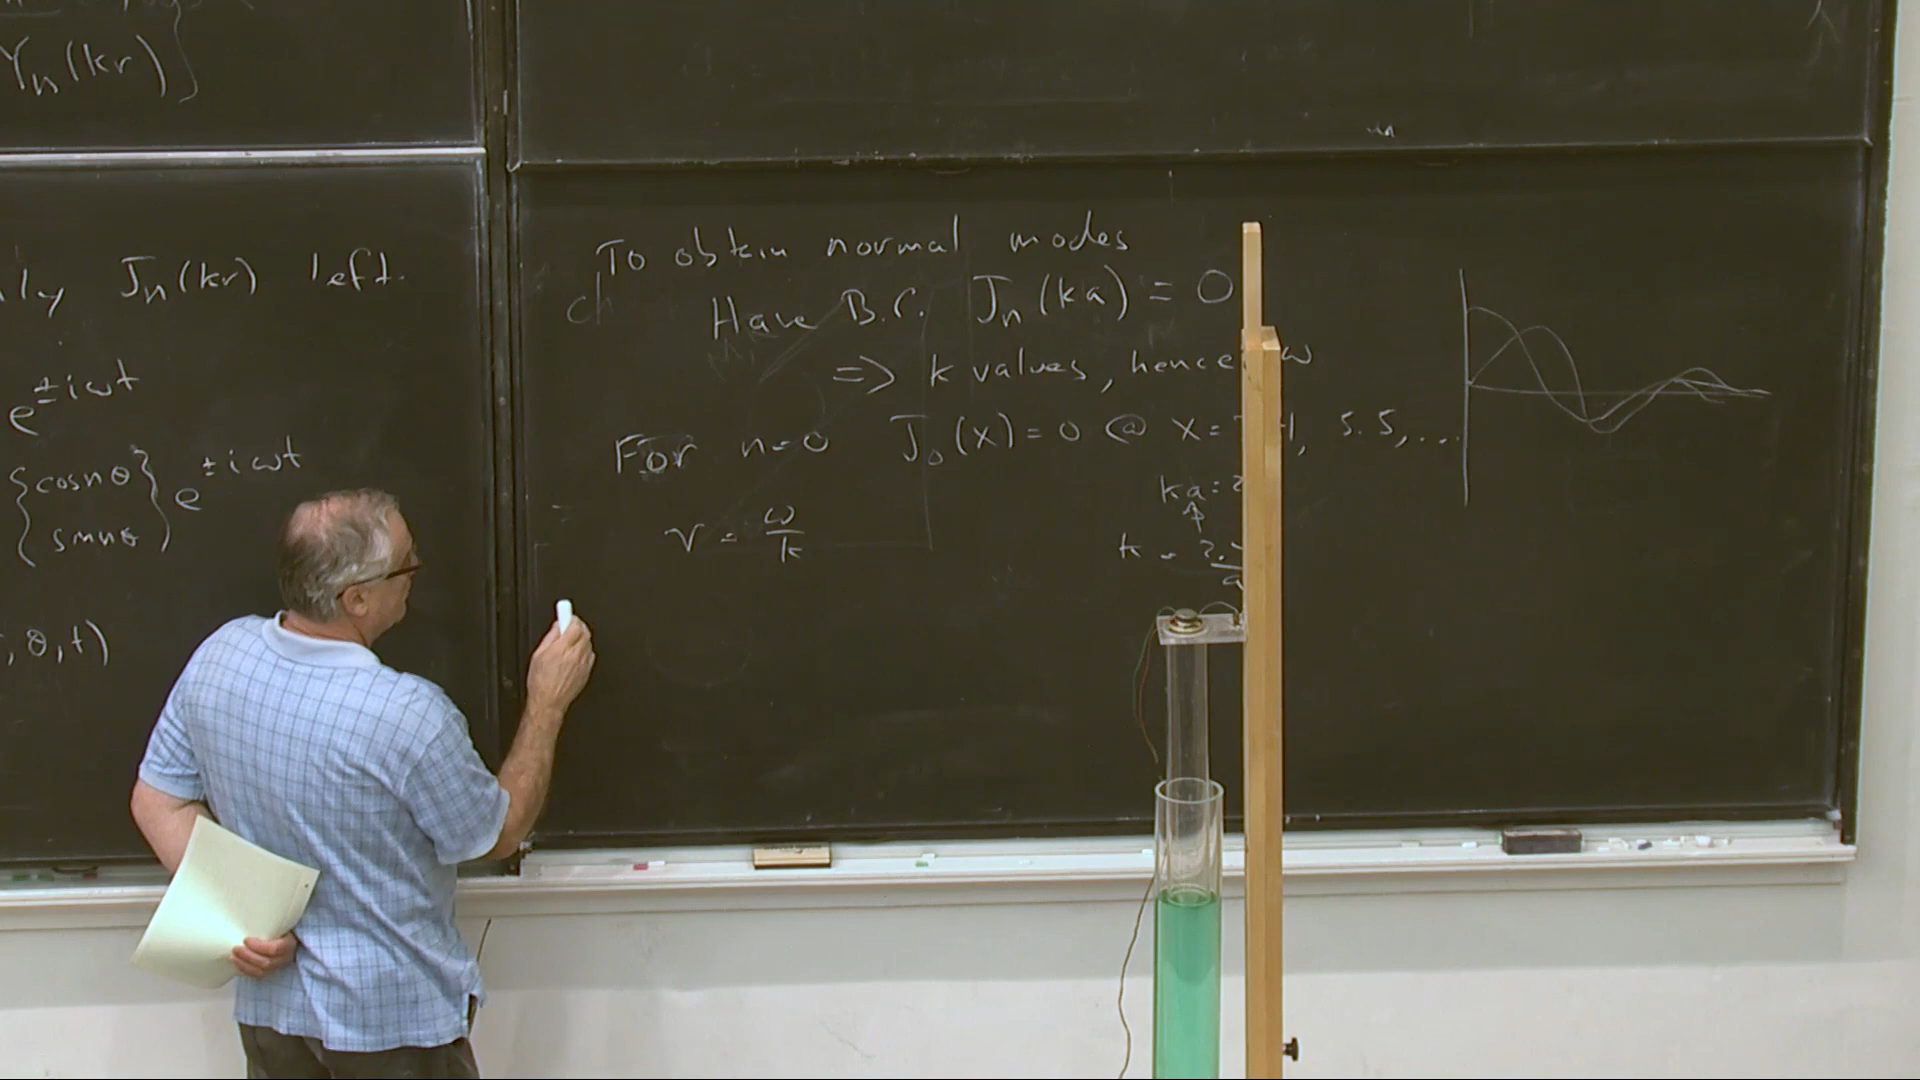 Yₙ(kr)}
Jₙ(kr) left.
e^{±iωt}
{cosnθ} e^{±iωt}
{sinnθ)
, θ, t)
To obtain normal modes
Have B.C. Jₙ(ka) = 0
=> k values, hence ω
For n=0 J₀(x) = 0 @ x= 5.5, ...
ka =
v = ω/k
k =